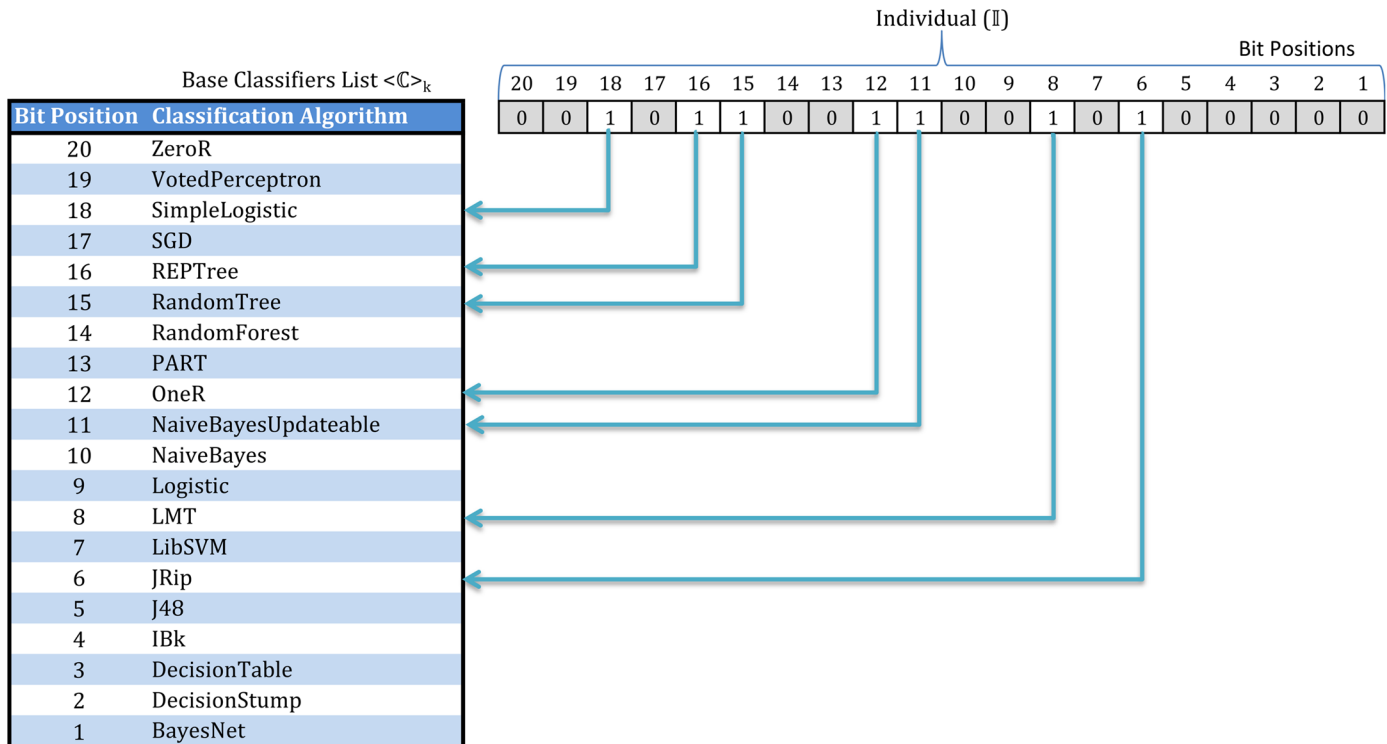 Individual (𝕀)
Bit Positions
Base Classifiers List <ℂ>k
20 19 18 17 16 15 14 13 12 11 10 9 8 7 6 5 4 3 2 1
Bit Position Classification Algorithm
0 0 1 0 1 1 0 0 1 1 0 0 1 0 1 0 0 0 0 0
20 ZeroR
19 VotedPerceptron
18 SimpleLogistic
17 SGD
16 REPTree
15 RandomTree
14 RandomForest
13 PART
12 OneR
11 NaiveBayesUpdateable
10 NaiveBayes
9 Logistic
8 LMT
7 LibSVM
6 JRip
5 J48
4 IBk
3 DecisionTable
2 DecisionStump
1 BayesNet